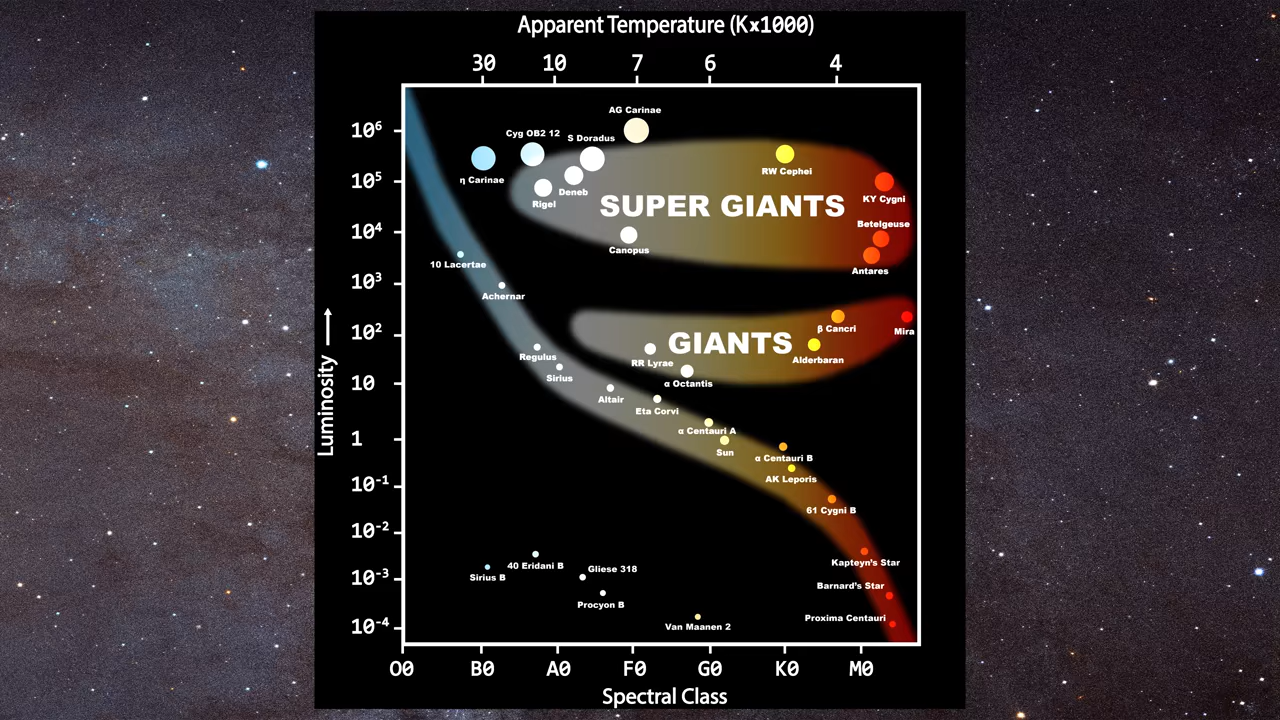 Apparent Temperature (Kx1000)
30 10 7 6 4
AG Carinae
10⁶
Cyg OB2 12
S Doradus
RW Cephei
η Carinae
10⁵
Deneb
KY Cygni
Rigel
SUPER GIANTS
Betelgeuse
10⁴
Canopus
10 Lacertae
Antares
10³
Achernar
10²
β Cancri
Mira
GIANTS
Regulus
RR Lyrae
Alderbaran
Sirius
10
α Octantis
Altair
Eta Corvi
α Centauri A
1
Sun
α Centauri B
AK Leporis
10⁻¹
61 Cygni B
10⁻²
40 Eridani B
Kapteyn's Star
Gliese 318
10⁻³
Sirius B
Barnard's Star
Procyon B
Proxima Centauri
10⁻⁴
Van Maanen 2
Luminosity →
O0 B0 A0 F0 G0 K0 M0
Spectral Class